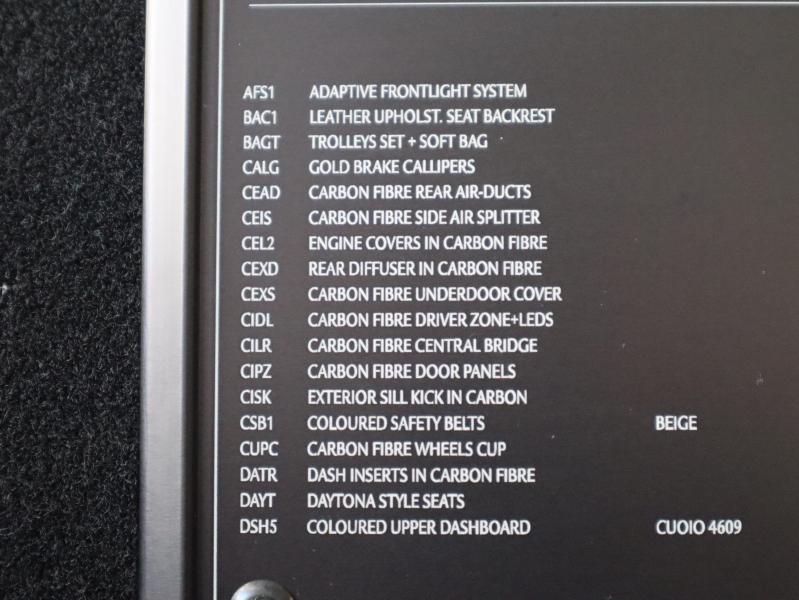 AFS1 ADAPTIVE FRONTLIGHT SYSTEM
BAC1 LEATHER UPHOLST. SEAT BACKREST
BAGT TROLLEYS SET + SOFT BAG
CALG GOLD BRAKE CALLIPERS
CEAD CARBON FIBRE REAR AIR-DUCTS
CEIS CARBON FIBRE SIDE AIR SPLITTER
CEL2 ENGINE COVERS IN CARBON FIBRE
CEXD REAR DIFFUSER IN CARBON FIBRE
CEXS CARBON FIBRE UNDERDOOR COVER
CIDL CARBON FIBRE DRIVER ZONE+LEDS
CILR CARBON FIBRE CENTRAL BRIDGE
CIPZ CARBON FIBRE DOOR PANELS
CISK EXTERIOR SILL KICK IN CARBON
CSB1 COLOURED SAFETY BELTS BEIGE
CUPC CARBON FIBRE WHEELS CUP
DATR DASH INSERTS IN CARBON FIBRE
DAYT DAYTONA STYLE SEATS
DSH5 COLOURED UPPER DASHBOARD CUOIO 4609